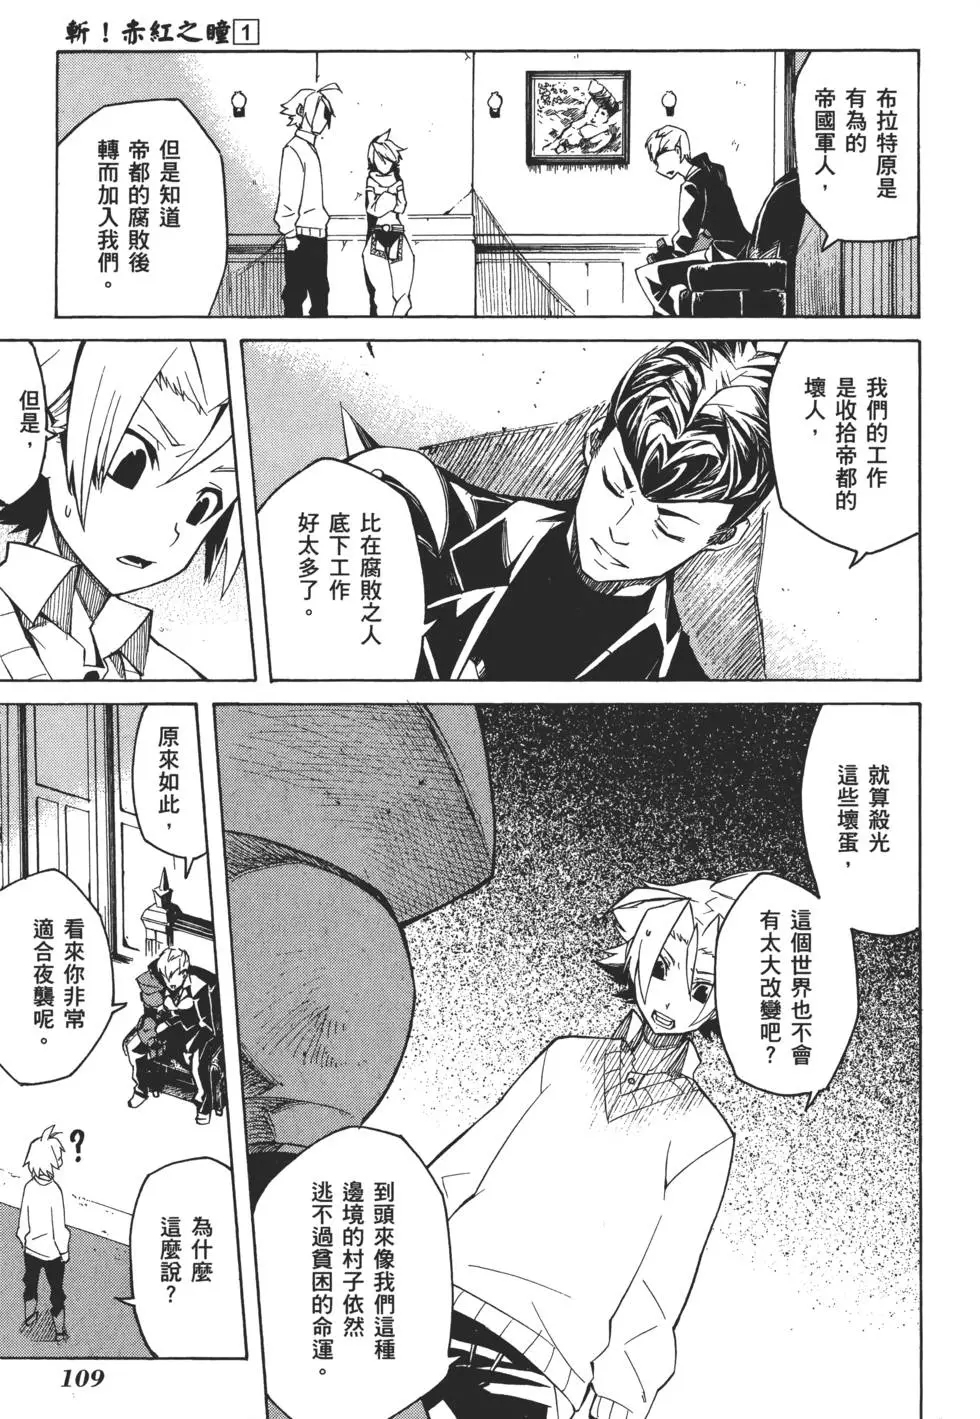 斬！赤紅之瞳1
布拉特原是
有為的
帝國軍人，
但是知道
帝都的腐敗後
轉而加入我們。
我們的工作
是收拾帝都的
壞人，
比在腐敗之人
底下工作
好太多了。
但是，
就算殺光
這些壞蛋，
這個世界也不會
有太大改變吧？
到頭來像我們這種
邊境的村子依然
逃不過貧困的命運。
原來如此，
看來你非常
適合夜襲呢。
?
為什麼
這麼說？
109